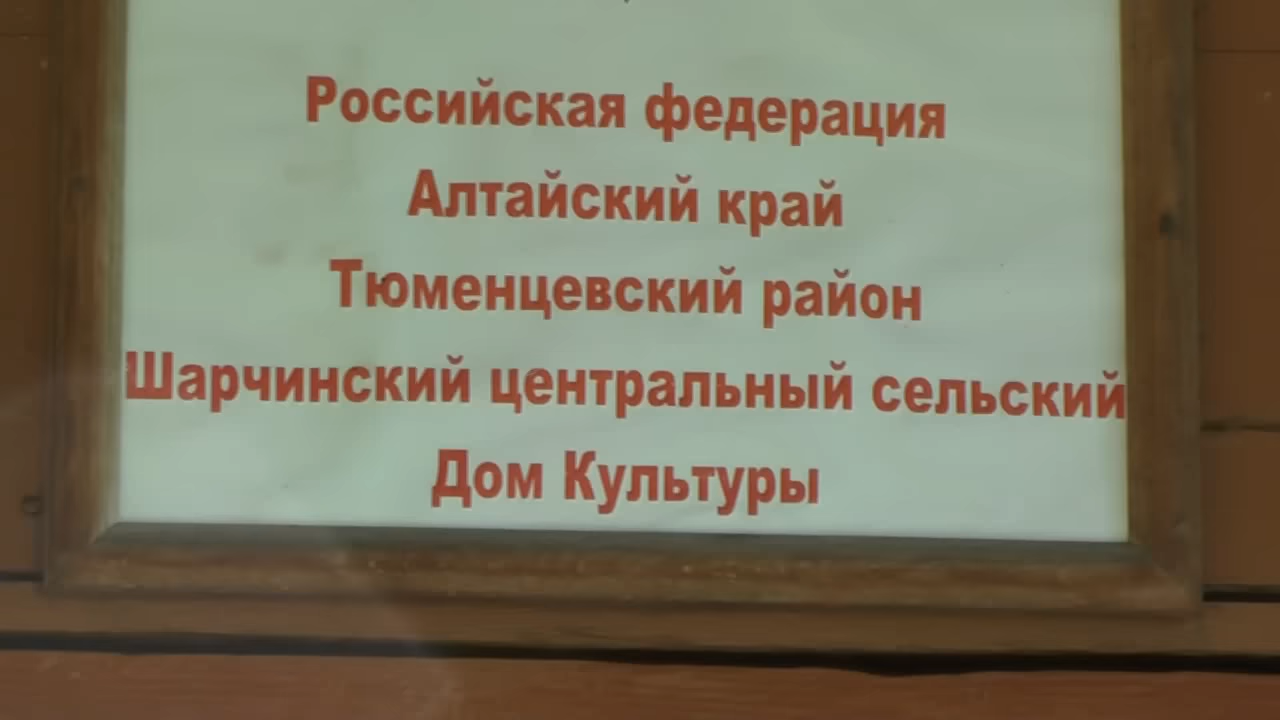 Российская федерация
Алтайский край
Тюменцевский район
Шарчинский центральный сельский
Дом Культуры